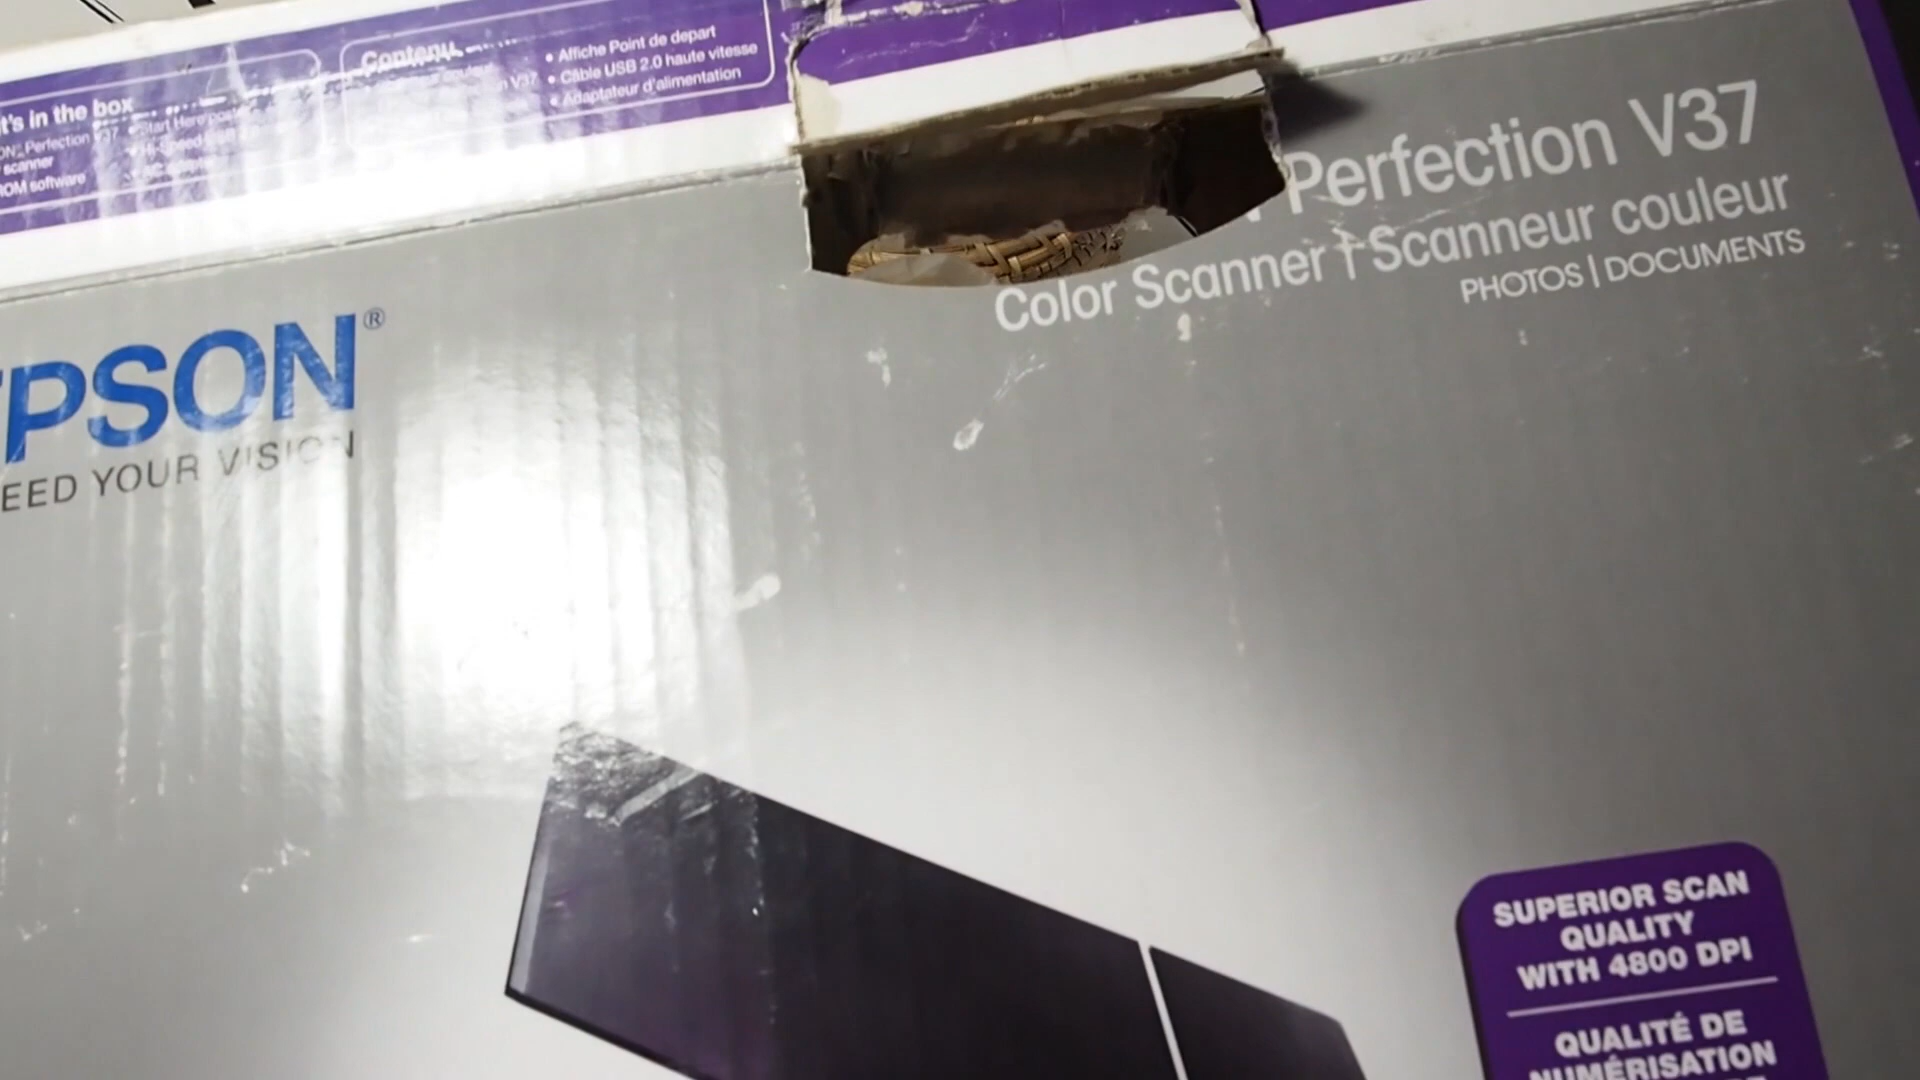 t's in the box
Perfection V37
scanner
ROM software
Start Here
Contenu
V37
• Affiche Point de depart
• Câble USB 2.0 haute vitesse
• Adaptateur d'alimentation
Perfection V37
Color Scanner | Scanneur couleur
PHOTOS | DOCUMENTS
EPSON®
EED YOUR VISION
SUPERIOR SCAN
QUALITY
WITH 4800 DPI
QUALITÉ DE
NUMÉRISATION